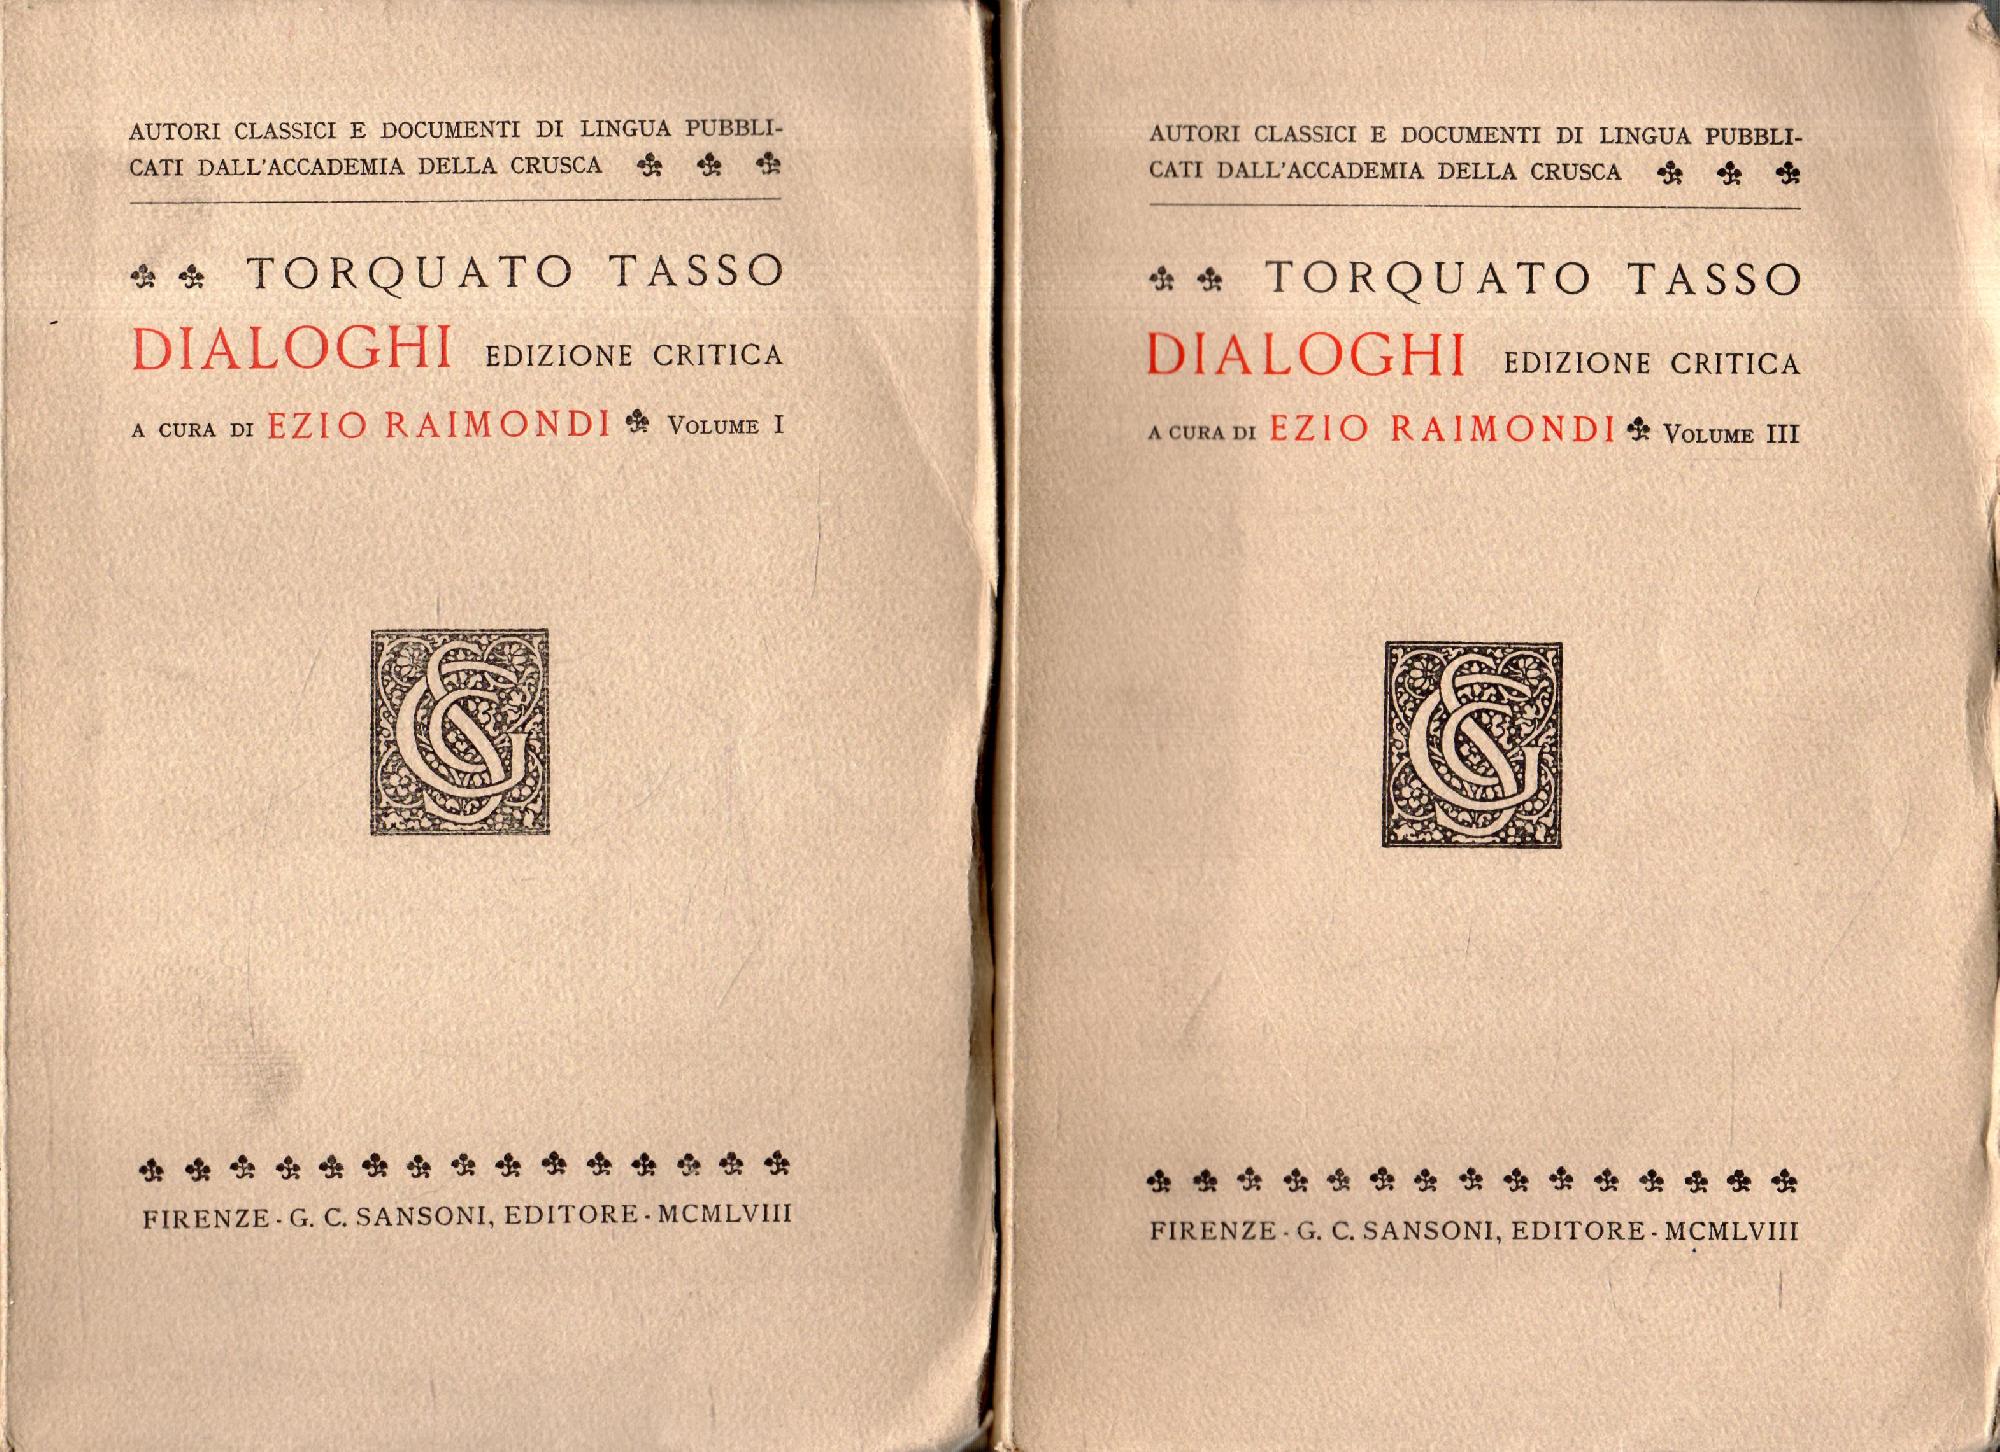 AUTORI CLASSICI E DOCUMENTI DI LINGUA PUBBLI-
CATI DALL'ACCADEMIA DELLA CRUSCA
TORQUATO TASSO
DIALOGHI EDIZIONE CRITICA
A CURA DI EZIO RAIMONDI VOLUME I
GCS
FIRENZE - G. C. SANSONI, EDITORE - MCMLVIII
AUTORI CLASSICI E DOCUMENTI DI LINGUA PUBBLI-
CATI DALL'ACCADEMIA DELLA CRUSCA
TORQUATO TASSO
DIALOGHI EDIZIONE CRITICA
A CURA DI EZIO RAIMONDI VOLUME III
GCS
FIRENZE - G. C. SANSONI, EDITORE - MCMLVIII